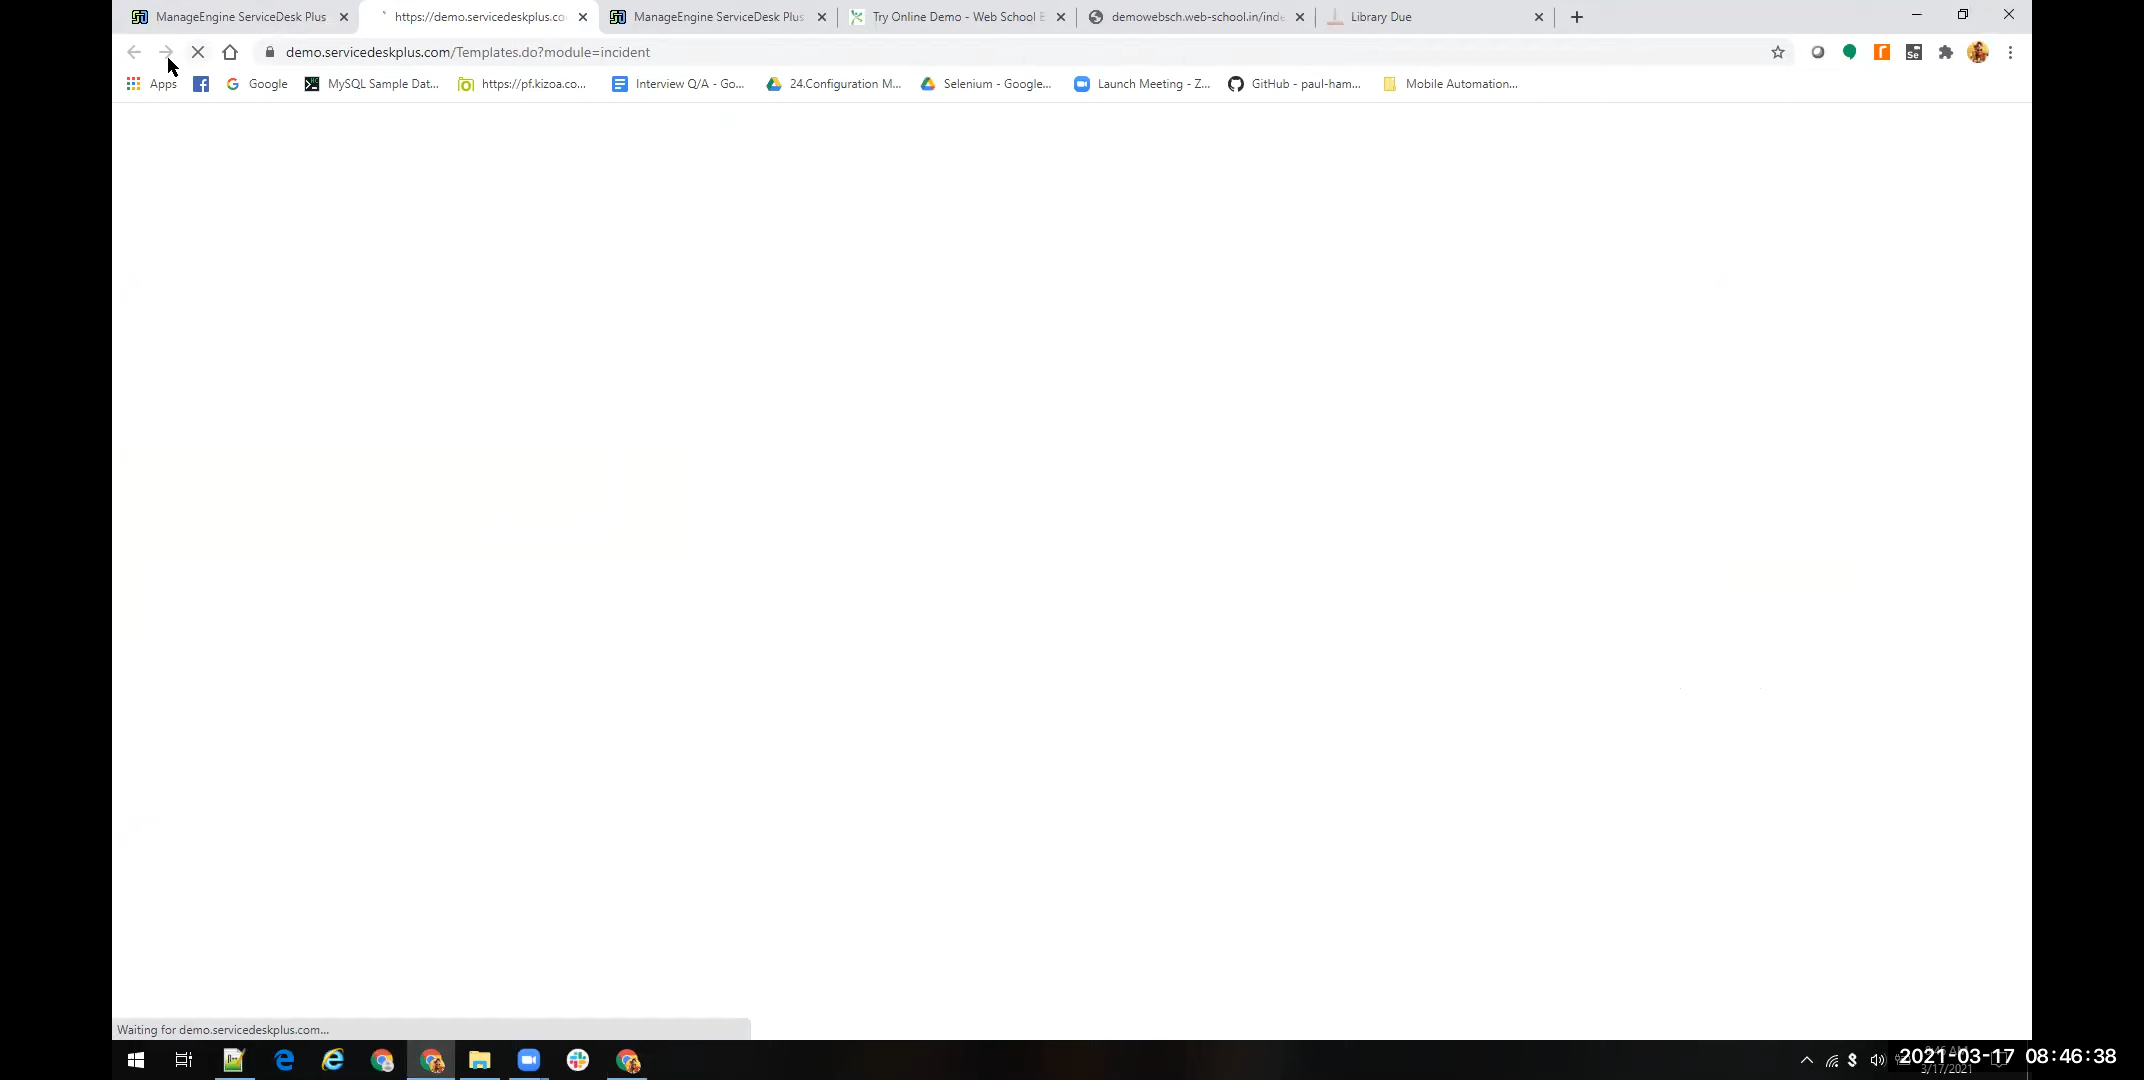 ManageEngine ServiceDesk Plus
https://demo.servicedeskplus.co
ManageEngine ServiceDesk Plus
Try Online Demo - Web School E
demowebsch.web-school.in/inde
Library Due
demo.servicedeskplus.com/Templates.do?module=incident
Apps
Google
MySQL Sample Dat...
https://pf.kizoa.co...
Interview Q/A - Go...
24.Configuration M...
Selenium - Google...
Launch Meeting - Z...
GitHub - paul-ham...
Mobile Automation...
Waiting for demo.servicedeskplus.com...
2021-03-17 08:46:38
3/17/2021